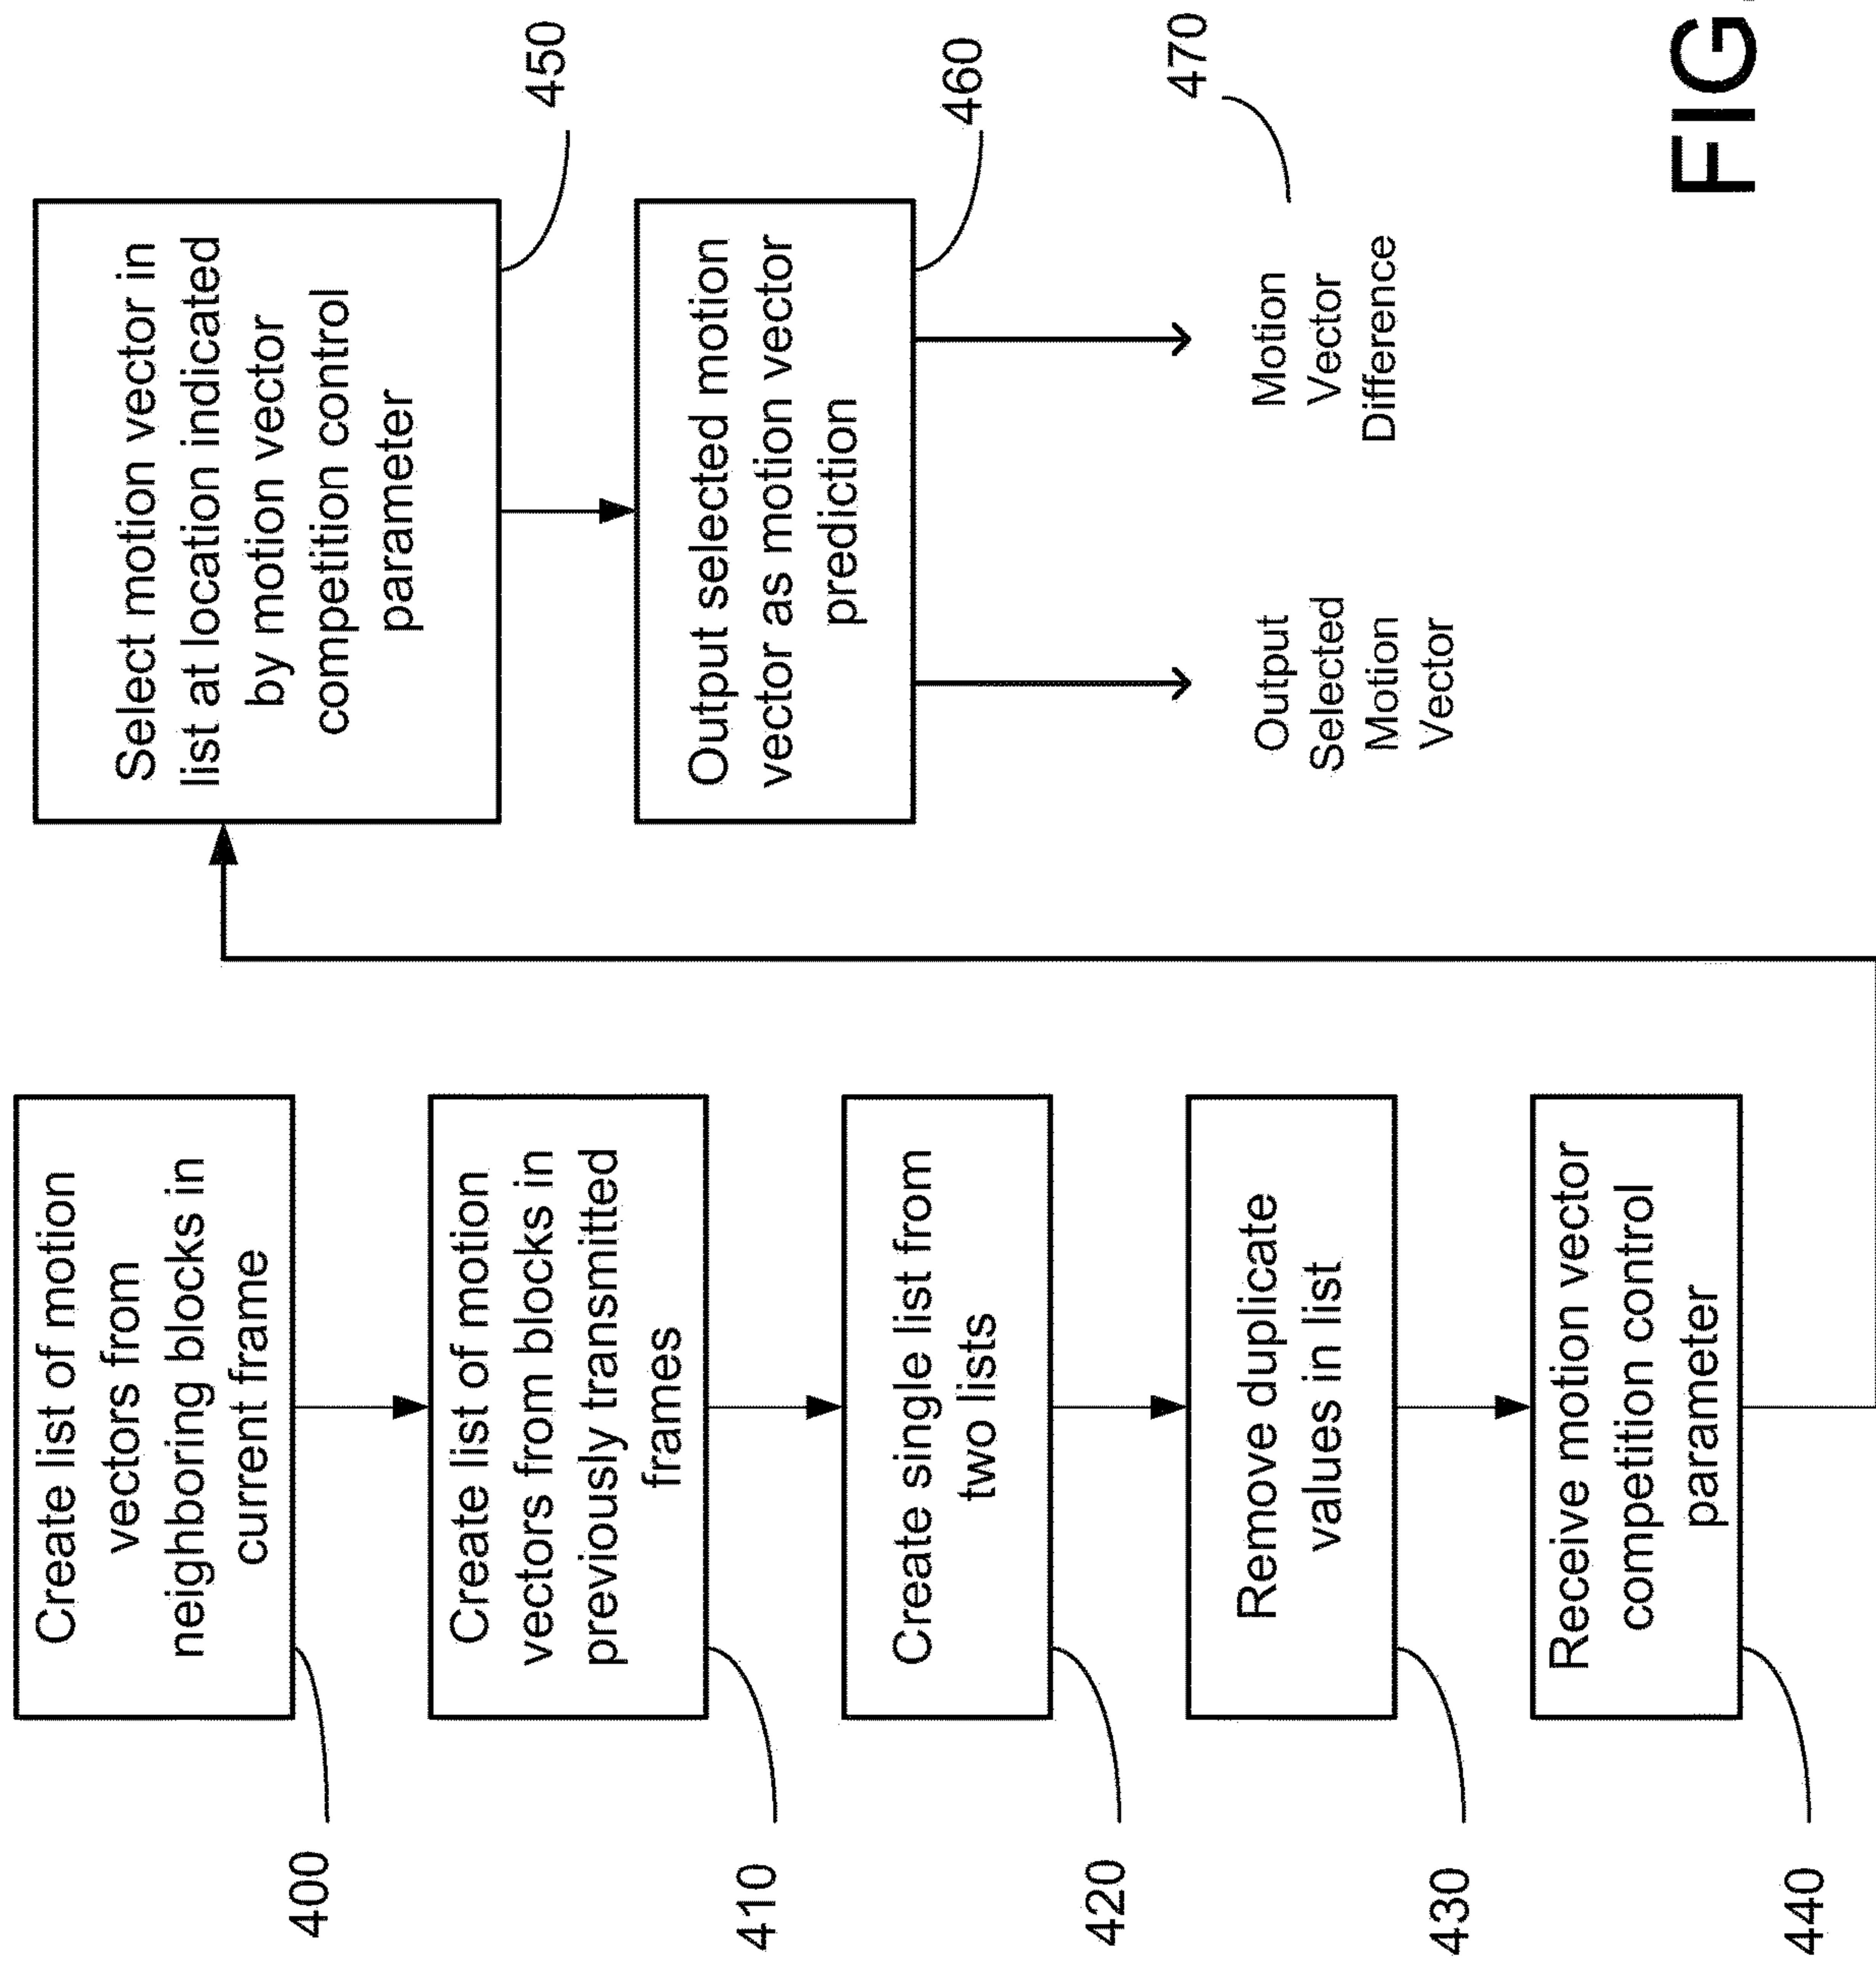 Create list of motion
vectors from
neighboring blocks in
current frame
400
Create list of motion
vectors from blocks in
previously transmitted
frames
410
Create single list from
two lists
420
Remove duplicate
values in list
430
Receive motion vector
competition control
parameter
440
Select motion vector in
list at location indicated
by motion vector
competition control
parameter
450
Output selected motion
vector as motion vector
prediction
460
Output
Selected
Motion
Vector
Motion
Vector
Difference
470
FIG.